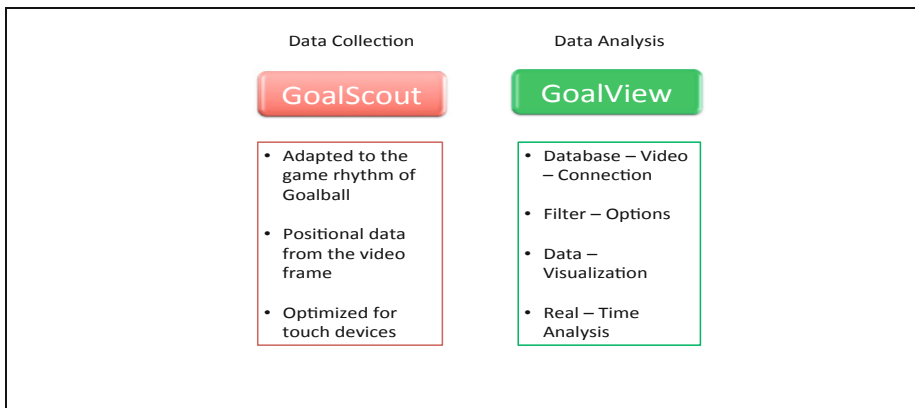 Data Collection
GoalScout
• Adapted to the
game rhythm of
Goalball
• Positional data
from the video
frame
• Optimized for
touch devices
Data Analysis
GoalView
• Database – Video
– Connection
• Filter – Options
• Data –
Visualization
• Real – Time
Analysis